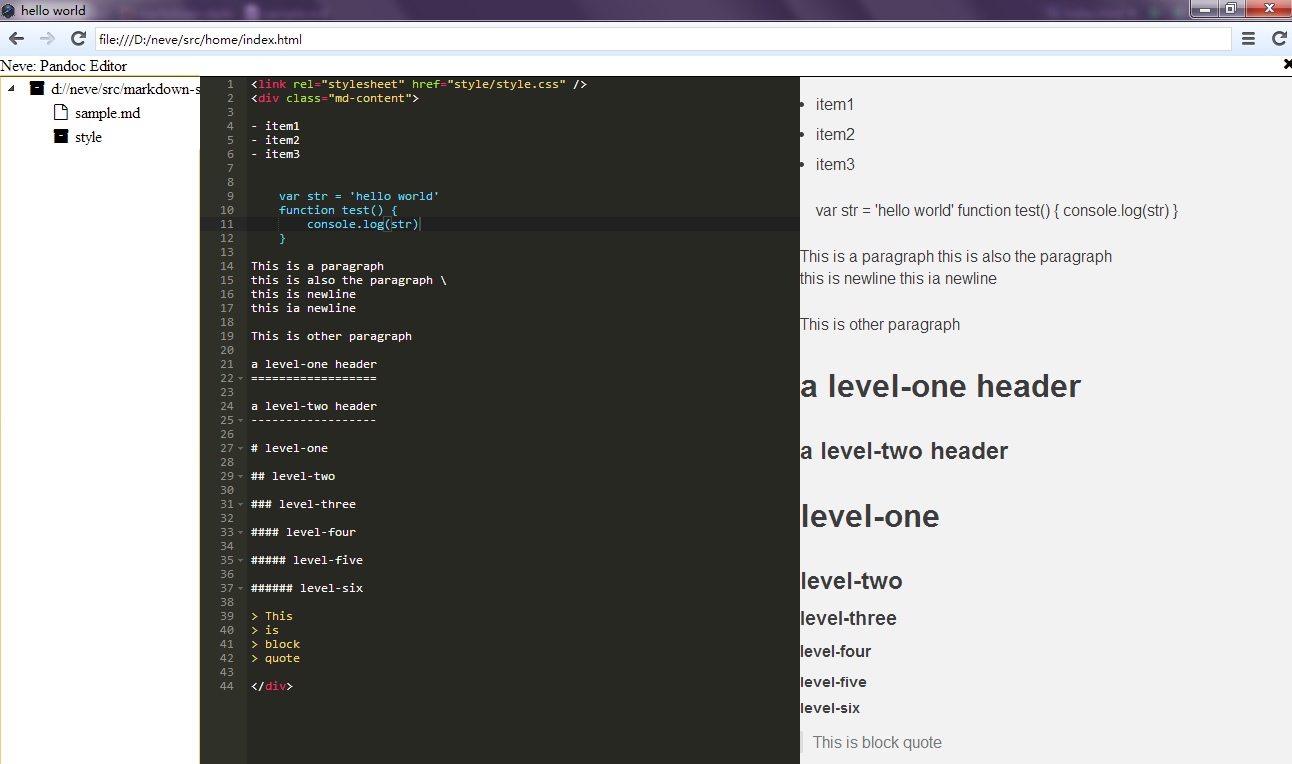 hello world
file:///D:/neve/src/home/index.html
Neve: Pandoc Editor
d://neve/src/markdown-s
sample.md
style
1 <link rel="stylesheet" href="style/style.css" />
2 <div class="md-content">
3
4 - item1
5 - item2
6 - item3
7
8
9     var str = 'hello world'
10     function test() {
11         console.log(str)
12     }
13
14 This is a paragraph
15 this is also the paragraph \
16 this is newline
17 this ia newline
18
19 This is other paragraph
20
21 a level-one header
22 ==================
23
24 a level-two header
25 ------------------
26
27 # level-one
28
29 ## level-two
30
31 ### level-three
32
33 #### level-four
34
35 ##### level-five
36
37 ###### level-six
38
39 > This
40 > is
41 > block
42 > quote
43
44 </div>
item1
item2
item3
var str = 'hello world' function test() { console.log(str) }
This is a paragraph this is also the paragraph
this is newline this ia newline
This is other paragraph
a level-one header
a level-two header
level-one
level-two
level-three
level-four
level-five
level-six
This is block quote